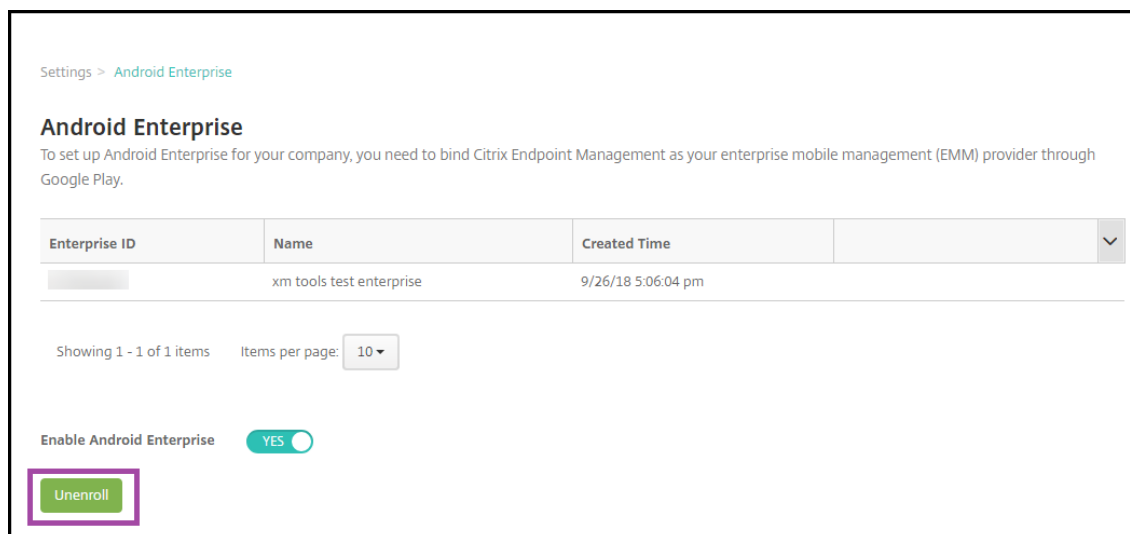 Settings > Android Enterprise
Android Enterprise
To set up Android Enterprise for your company, you need to bind Citrix Endpoint Management as your enterprise mobile management (EMM) provider through
Google Play.
Enterprise ID Name Created Time
xm tools test enterprise 9/26/18 5:06:04 pm
Showing 1 - 1 of 1 items Items per page: 10
Enable Android Enterprise YES
Unenroll